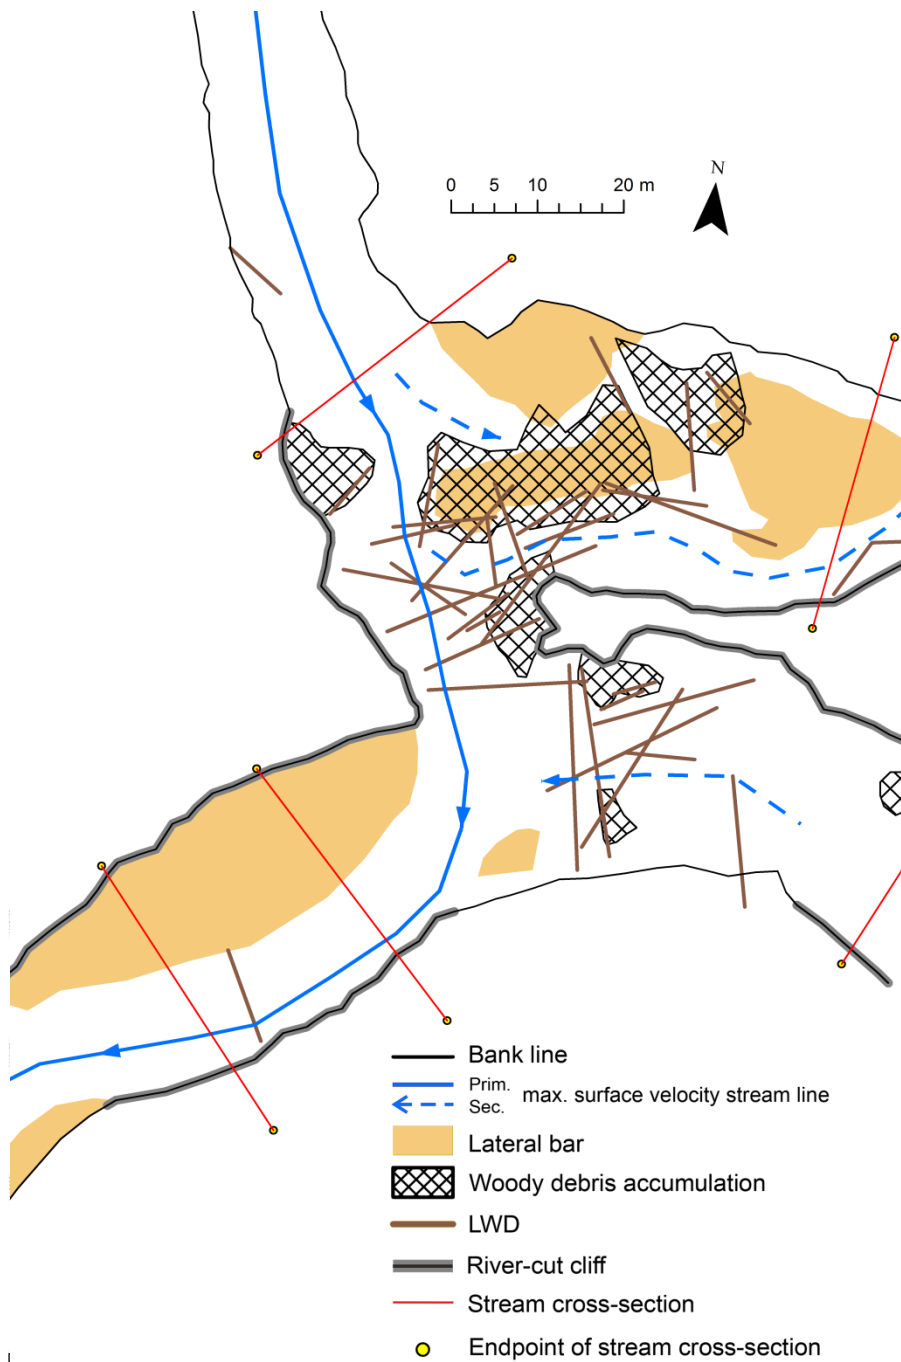 N
0 5 10 20 m
Bank line
Prim.
Sec. max. surface velocity stream line
Lateral bar
Woody debris accumulation
LWD
River-cut cliff
Stream cross-section
Endpoint of stream cross-section